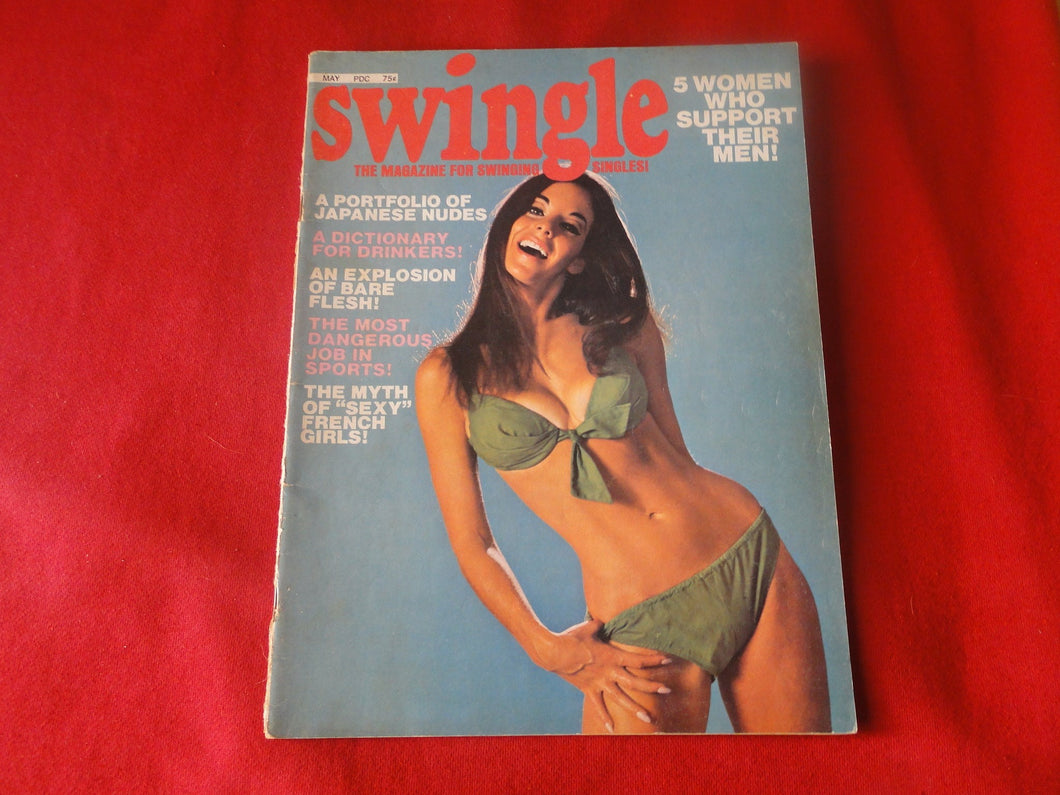 MAY PDC 75¢
swingle
THE MAGAZINE FOR SWINGING SINGLES!
5 WOMEN
WHO
SUPPORT
THEIR
MEN!
A PORTFOLIO OF
JAPANESE NUDES
A DICTIONARY
FOR DRINKERS!
AN EXPLOSION
OF BARE
FLESH!
THE MOST
DANGEROUS
JOB IN
SPORTS!
THE MYTH
OF "SEXY"
FRENCH
GIRLS!